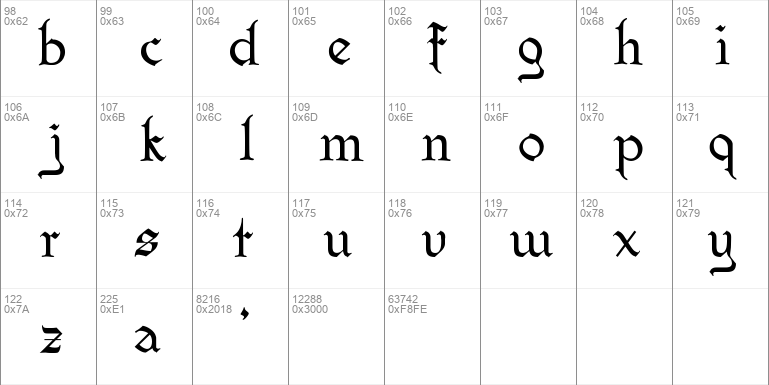 98 99 100 101 102 103 104 105
0x62 0x63 0x64 0x65 0x66 0x67 0x68 0x69
b c d e f g h i
106 107 108 109 110 111 112 113
0x6A 0x6B 0x6C 0x6D 0x6E 0x6F 0x70 0x71
j k l m n o p q
114 115 116 117 118 119 120 121
0x72 0x73 0x74 0x75 0x76 0x77 0x78 0x79
r s t u v w x y
122 225 8216 12288 63742
0x7A 0xE1 0x2018 0x3000 0xF8FE
z a ‘